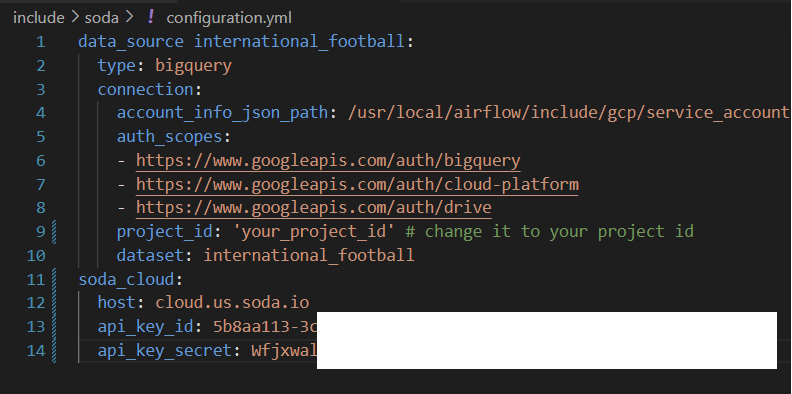 include > soda > ! configuration.yml
1 data_source international_football:
2 type: bigquery
3 connection:
4 account_info_json_path: /usr/local/airflow/include/gcp/service_account
5 auth_scopes:
6 - https://www.googleapis.com/auth/bigquery
7 - https://www.googleapis.com/auth/cloud-platform
8 - https://www.googleapis.com/auth/drive
9 project_id: 'your_project_id' # change it to your project id
10 dataset: international_football
11 soda_cloud:
12 host: cloud.us.soda.io
13 api_key_id: 5b8aa113-3c
14 api_key_secret: Wfjxwal